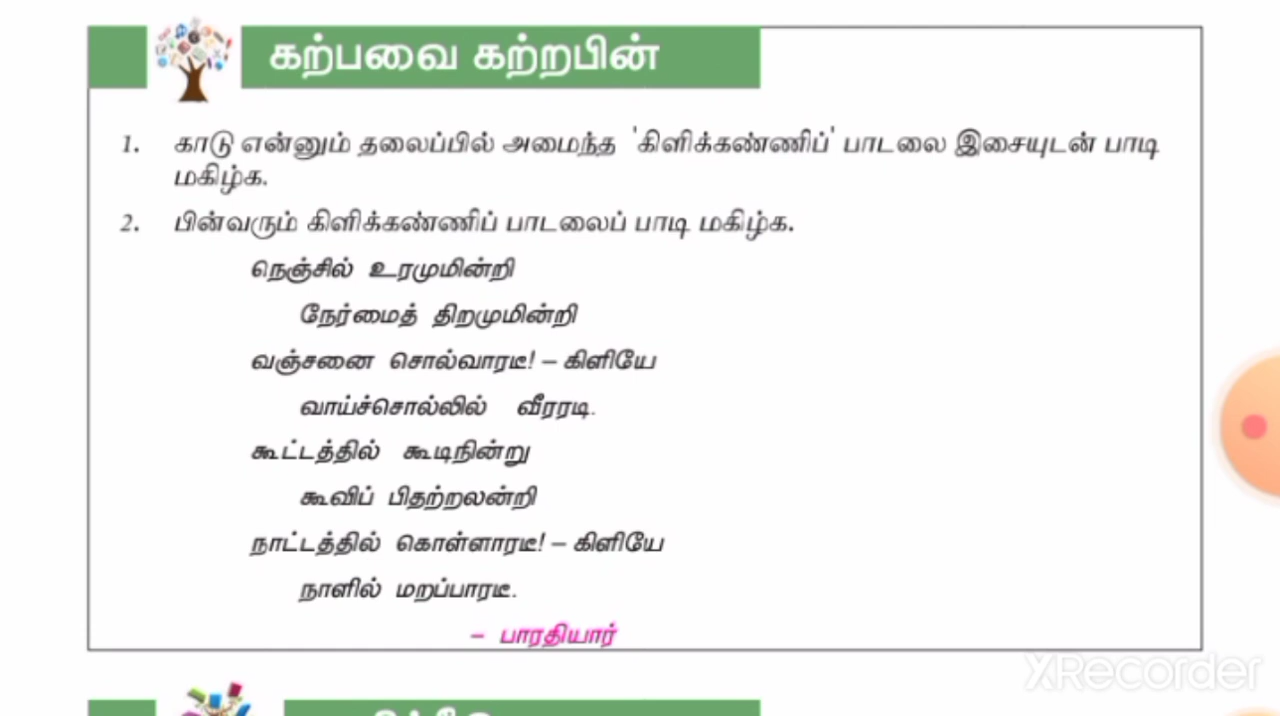 கற்பவை கற்றபின்
1. காடு என்னும் தலைப்பில் அமைந்த 'கிளிக்கண்ணிப்' பாடலை இசையுடன் பாடி
மகிழ்க.
2. பின்வரும் கிளிக்கண்ணிப் பாடலைப் பாடி மகிழ்க.
நெஞ்சில் உரமுமின்றி
நேர்மைத் திறமுமின்றி
வஞ்சனை சொல்வாரடீ! – கிளியே
வாய்ச்சொல்லில் வீரரடி.
கூட்டத்தில் கூடிநின்று
கூவிப் பிதற்றலன்றி
நாட்டத்தில் கொள்ளாரடீ! – கிளியே
நாளில் மறப்பாரடீ.
– பாரதியார்
XRecorder